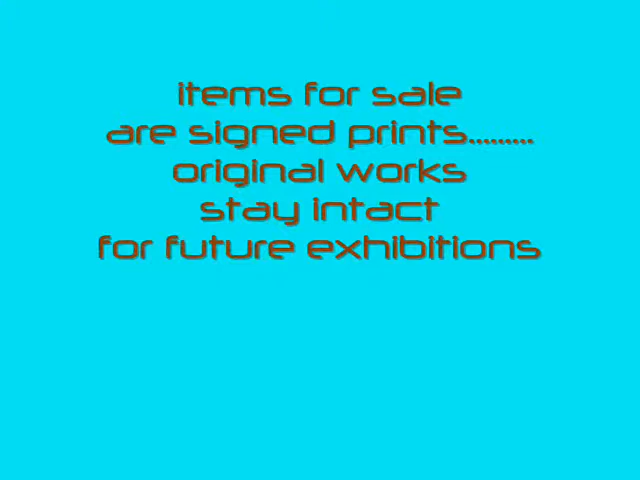 items for sale
are signed prints.........
original works
stay intact
for future exhibitions